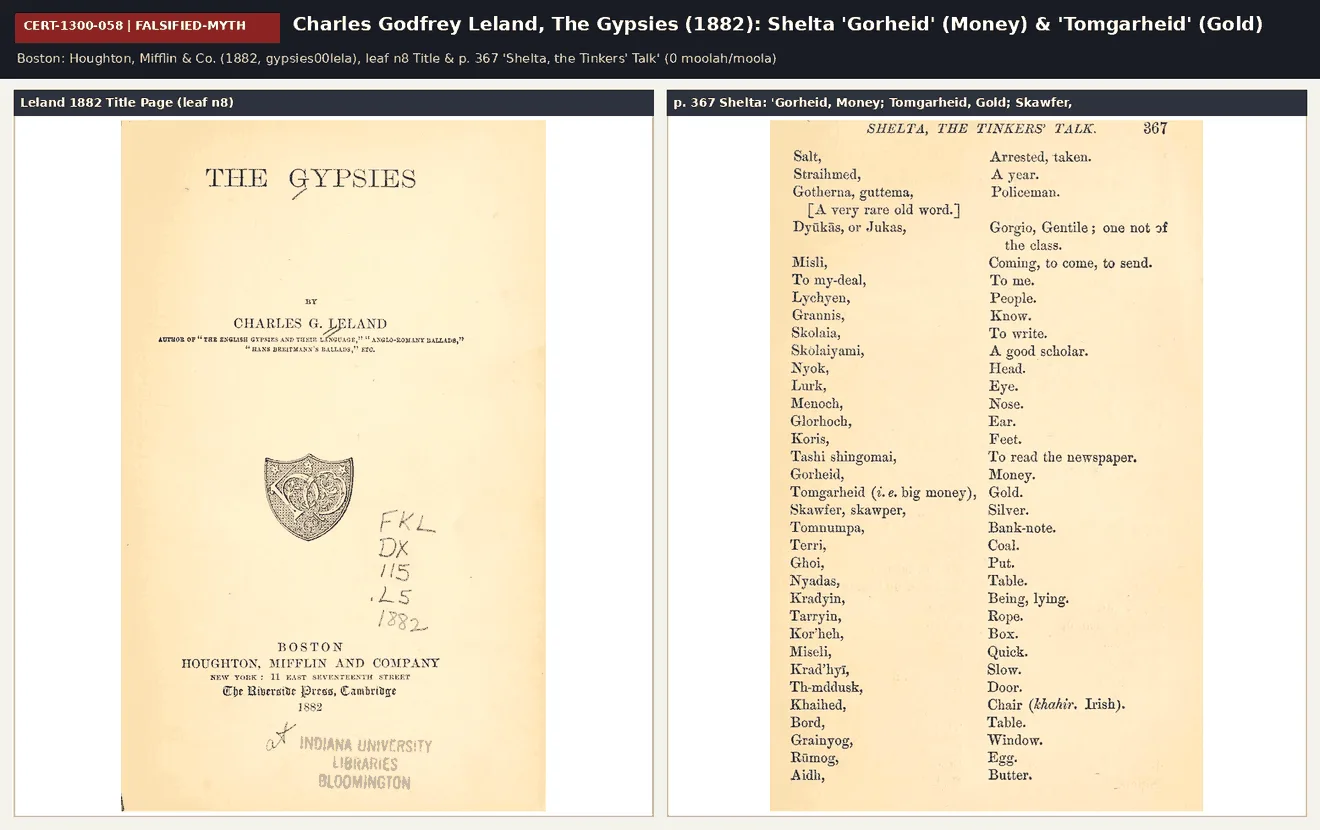 CERT-1300-058 | FALSIFIED-MYTH
Charles Godfrey Leland, The Gypsies (1882): Shelta 'Gorheid' (Money) & 'Tomgarheid' (Gold)
Boston: Houghton, Mifflin & Co. (1882, gypsies00lela), leaf n8 Title & p. 367 'Shelta, the Tinkers' Talk' (0 moolah/moola)
Leland 1882 Title Page (leaf n8)
THE GYPSIES
BY
CHARLES G. LELAND
AUTHOR OF "THE ENGLISH GYPSIES AND THEIR LANGUAGE," "ANGLO-ROMANY BALLADS,"
"HANS BREITMANN'S BALLADS," ETC.
FKL
DX
115
.L5
1882
BOSTON
HOUGHTON, MIFFLIN AND COMPANY
NEW YORK : 11 EAST SEVENTEENTH STREET
The Riverside Press, Cambridge
1882
at INDIANA UNIVERSITY
LIBRARIES
BLOOMINGTON
p. 367 Shelta: 'Gorheid, Money; Tomgarheid, Gold; Skawfer,
SHELTA, THE TINKERS' TALK. 367
Salt, Arrested, taken.
Straihmed, A year.
Gotherna, guttema, Policeman.
[A very rare old word.]
Dyūkās, or Jukas, Gorgio, Gentile; one not of
the class.
Misli, Coming, to come, to send.
To my-deal, To me.
Lychyen, People.
Grannis, Know.
Skolaia, To write.
Skolaiyami, A good scholar.
Nyok, Head.
Lurk, Eye.
Menoch, Nose.
Glorhoch, Ear.
Koris, Feet.
Tashi shingomai, To read the newspaper.
Gorheid, Money.
Tomgarheid (i. e. big money), Gold.
Skawfer, skawper, Silver.
Tomnumpa, Bank-note.
Terri, Coal.
Ghoi, Put.
Nyadas, Table.
Kradyin, Being, lying.
Tarryin, Rope.
Kor'heh, Box.
Miseli, Quick.
Krad'hyī, Slow.
Th-mddusk, Door.
Khaihed, Chair (khahir. Irish).
Bord, Table.
Grainyog, Window.
Rūmog, Egg.
Aidh, Butter.